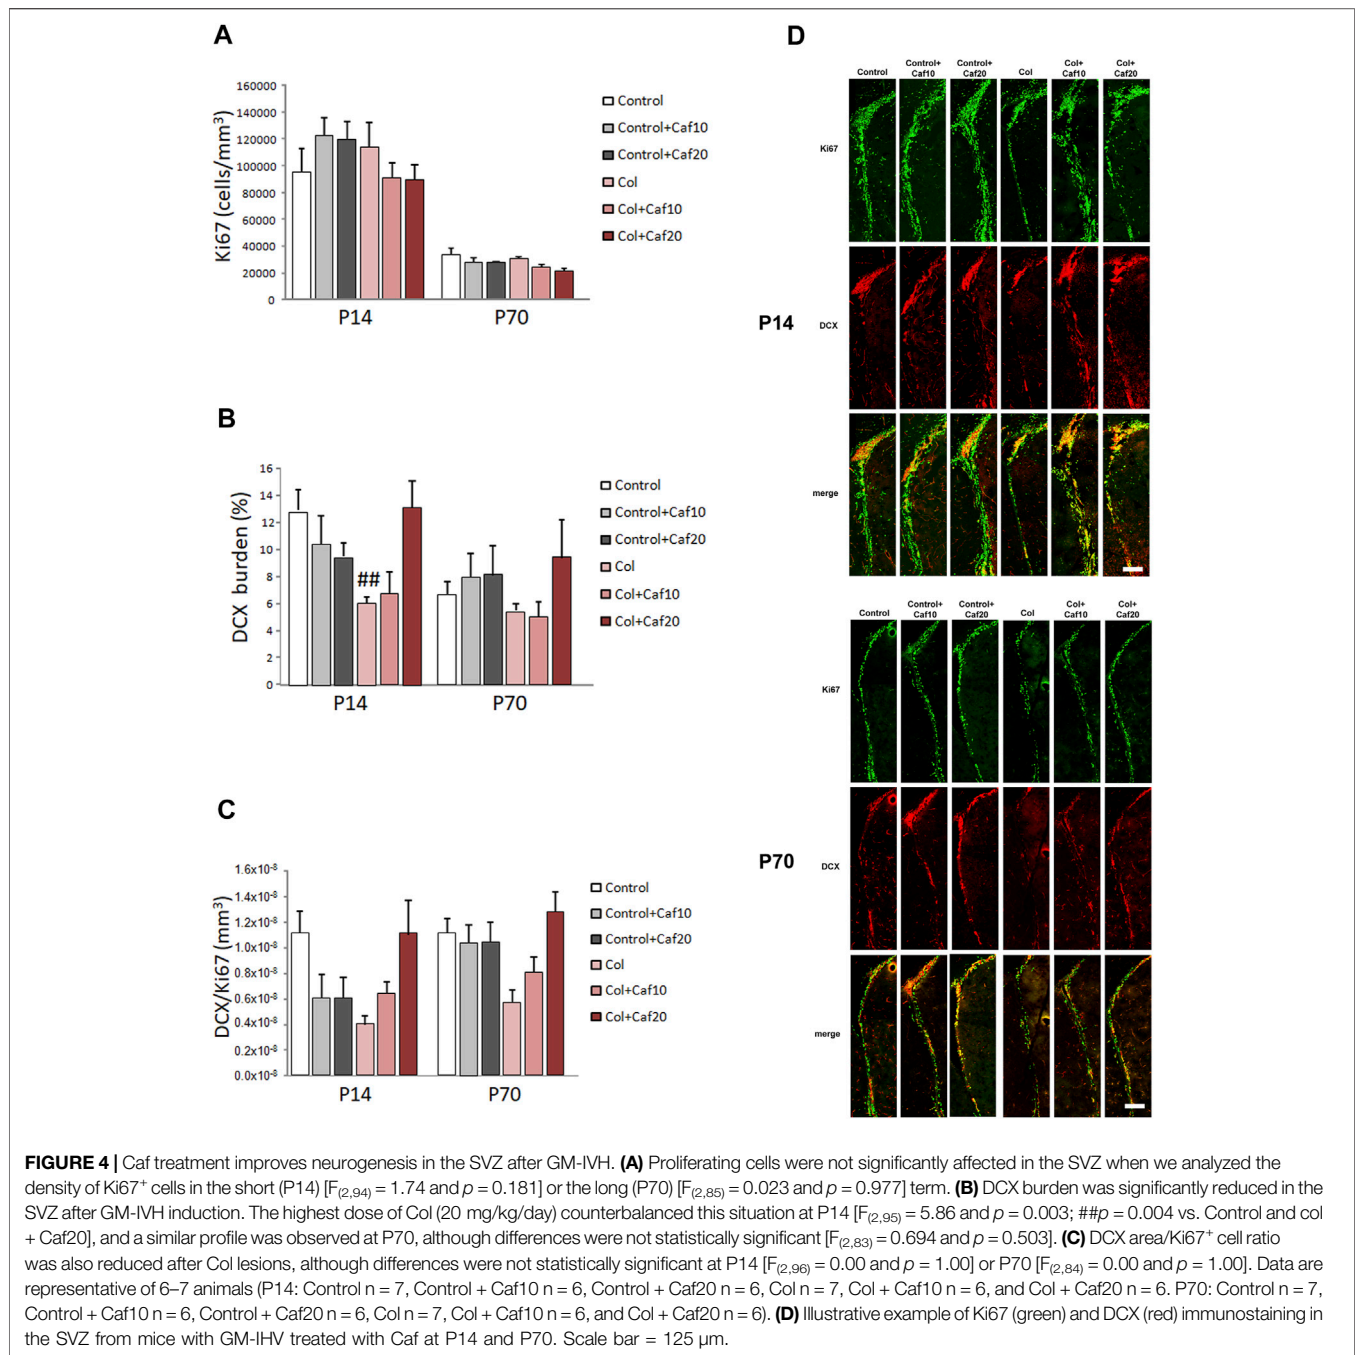 A
Ki67 (cells/mm³)
160000
140000
120000
100000
80000
60000
40000
20000
0
P14
P70
Control
Control+Caf10
Control+Caf20
Col
Col+Caf10
Col+Caf20
B
DCX burden (%)
16
14
12
10
8
6
4
2
0
##
P14
P70
Control
Control+Caf10
Control+Caf20
Col
Col+Caf10
Col+Caf20
C
DCX/Ki67 (mm³)
1.6x10⁻⁸
1.4x10⁻⁸
1.2x10⁻⁸
1.0x10⁻⁸
0.8x10⁻⁸
0.6x10⁻⁸
0.4x10⁻⁸
0.2x10⁻⁸
0.0x10⁻⁸
P14
P70
Control
Control+Caf10
Control+Caf20
Col
Col+Caf10
Col+Caf20
D
Control
Control+ Caf10
Control+ Caf20
Col
Col+ Caf10
Col+ Caf20
Ki67
P14
DCX
merge
Control
Control+ Caf10
Control+ Caf20
Col
Col+ Caf10
Col+ Caf20
Ki67
P70
DCX
merge
FIGURE 4 | Caf treatment improves neurogenesis in the SVZ after GM-IVH. (A) Proliferating cells were not significantly affected in the SVZ when we analyzed the
density of Ki67⁺ cells in the short (P14) [F(2,94) = 1.74 and p = 0.181] or the long (P70) [F(2,85) = 0.023 and p = 0.977] term. (B) DCX burden was significantly reduced in the
SVZ after GM-IVH induction. The highest dose of Col (20 mg/kg/day) counterbalanced this situation at P14 [F(2,95) = 5.86 and p = 0.003; ##p = 0.004 vs. Control and col
+ Caf20], and a similar profile was observed at P70, although differences were not statistically significant [F(2,83) = 0.694 and p = 0.503]. (C) DCX area/Ki67⁺ cell ratio
was also reduced after Col lesions, although differences were not statistically significant at P14 [F(2,96) = 0.00 and p = 1.00] or P70 [F(2,84) = 0.00 and p = 1.00]. Data are
representative of 6–7 animals (P14: Control n = 7, Control + Caf10 n = 6, Control + Caf20 n = 6, Col n = 7, Col + Caf10 n = 6, and Col + Caf20 n = 6. P70: Control n = 7,
Control + Caf10 n = 6, Control + Caf20 n = 6, Col n = 7, Col + Caf10 n = 6, and Col + Caf20 n = 6). (D) Illustrative example of Ki67 (green) and DCX (red) immunostaining in
the SVZ from mice with GM-IHV treated with Caf at P14 and P70. Scale bar = 125 µm.